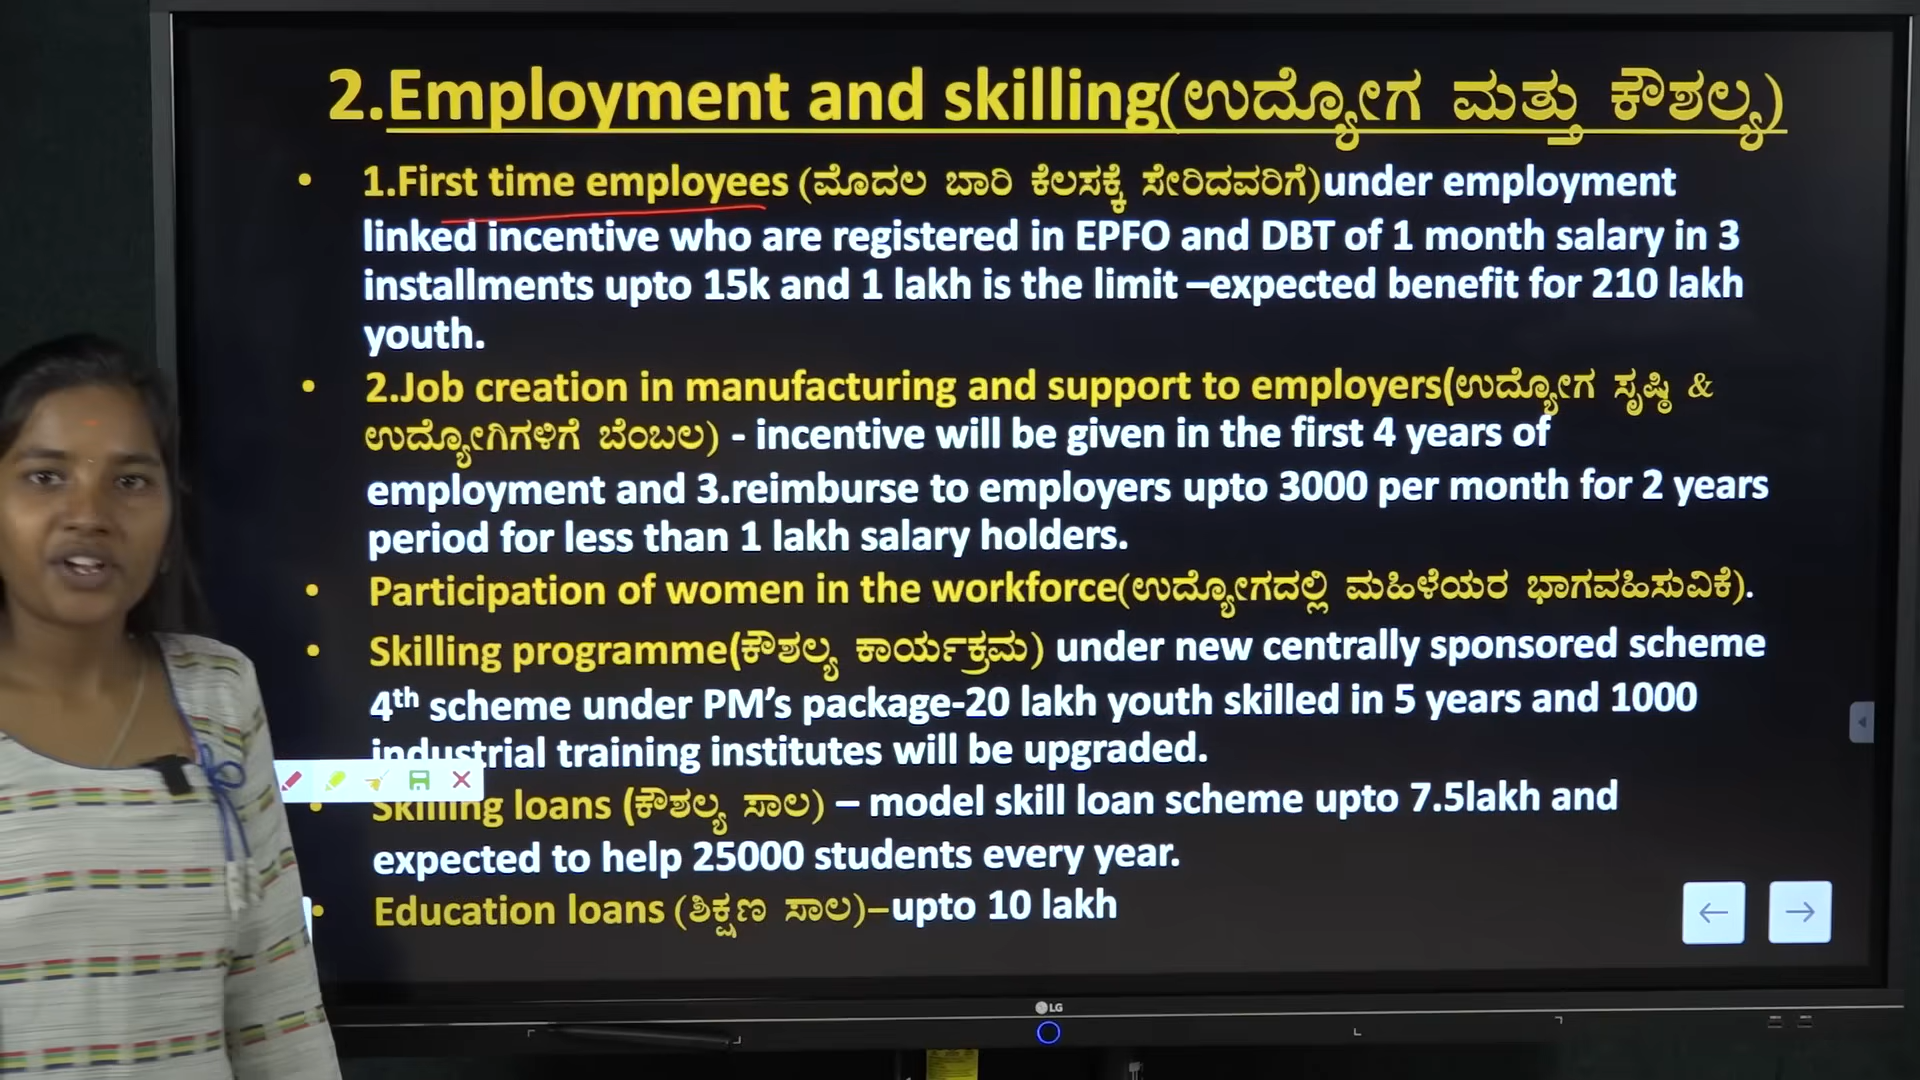 2.Employment and skilling(ಉದ್ಯೋಗ ಮತ್ತು ಕೌಶಲ್ಯ)
• 1.First time employees (ಮೊದಲ ಬಾರಿ ಕೆಲಸಕ್ಕೆ ಸೇರಿದವರಿಗೆ)under employment
linked incentive who are registered in EPFO and DBT of 1 month salary in 3
installments upto 15k and 1 lakh is the limit –expected benefit for 210 lakh
youth.
• 2.Job creation in manufacturing and support to employers(ಉದ್ಯೋಗ ಸೃಷ್ಠಿ &
ಉದ್ಯೋಗಿಗಳಿಗೆ ಬೆಂಬಲ) - incentive will be given in the first 4 years of
employment and 3.reimburse to employers upto 3000 per month for 2 years
period for less than 1 lakh salary holders.
• Participation of women in the workforce(ಉದ್ಯೋಗದಲ್ಲಿ ಮಹಿಳೆಯರ ಭಾಗವಹಿಸುವಿಕೆ).
• Skilling programme(ಕೌಶಲ್ಯ ಕಾರ್ಯಕ್ರಮ) under new centrally sponsored scheme
4th scheme under PM’s package-20 lakh youth skilled in 5 years and 1000
industrial training institutes will be upgraded.
• Skilling loans (ಕೌಶಲ್ಯ ಸಾಲ) – model skill loan scheme upto 7.5lakh and
expected to help 25000 students every year.
• Education loans (ಶಿಕ್ಷಣ ಸಾಲ)–upto 10 lakh
LG